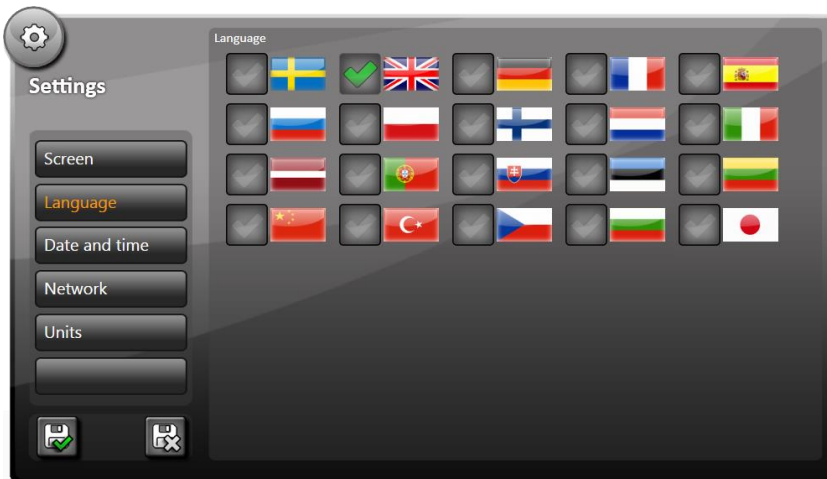 Language
Settings
Screen
Language
Date and time
Network
Units